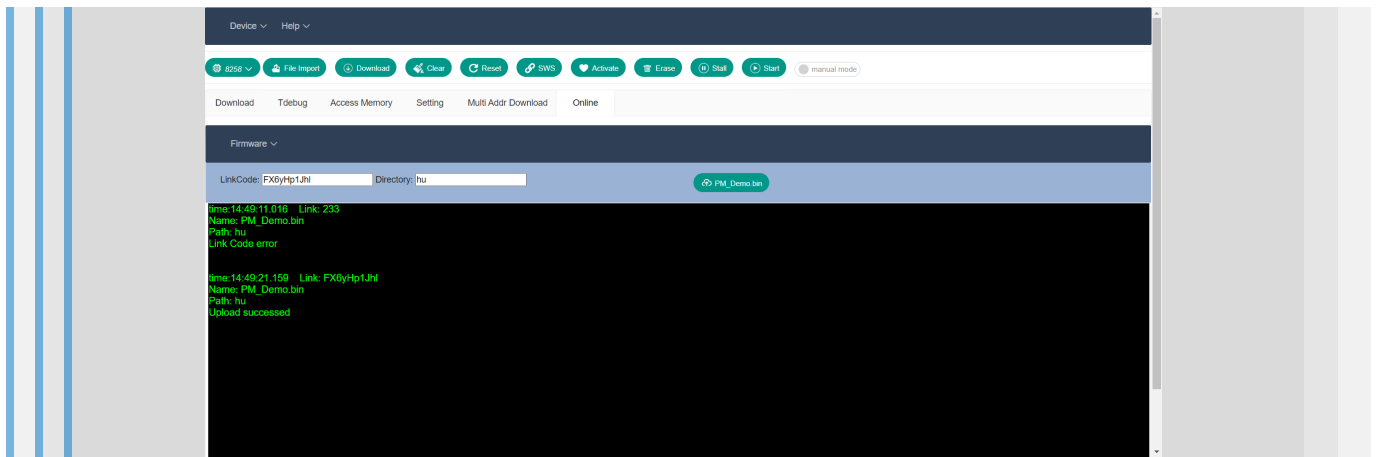 Device Help
8258 File Import Download Clear Reset SWS Activate Erase Stall Start manual mode
Download Tdebug Access Memory Setting Multi Addr Download Online
Firmware
LinkCode: FX6yHp1Jhl Directory: hu PM_Demo.bin
time:14:49:11.016 Link: 233
Name: PM_Demo.bin
Path: hu
Link Code error
time:14:49:21.159 Link: FX6yHp1Jhl
Name: PM_Demo.bin
Path: hu
Upload successed